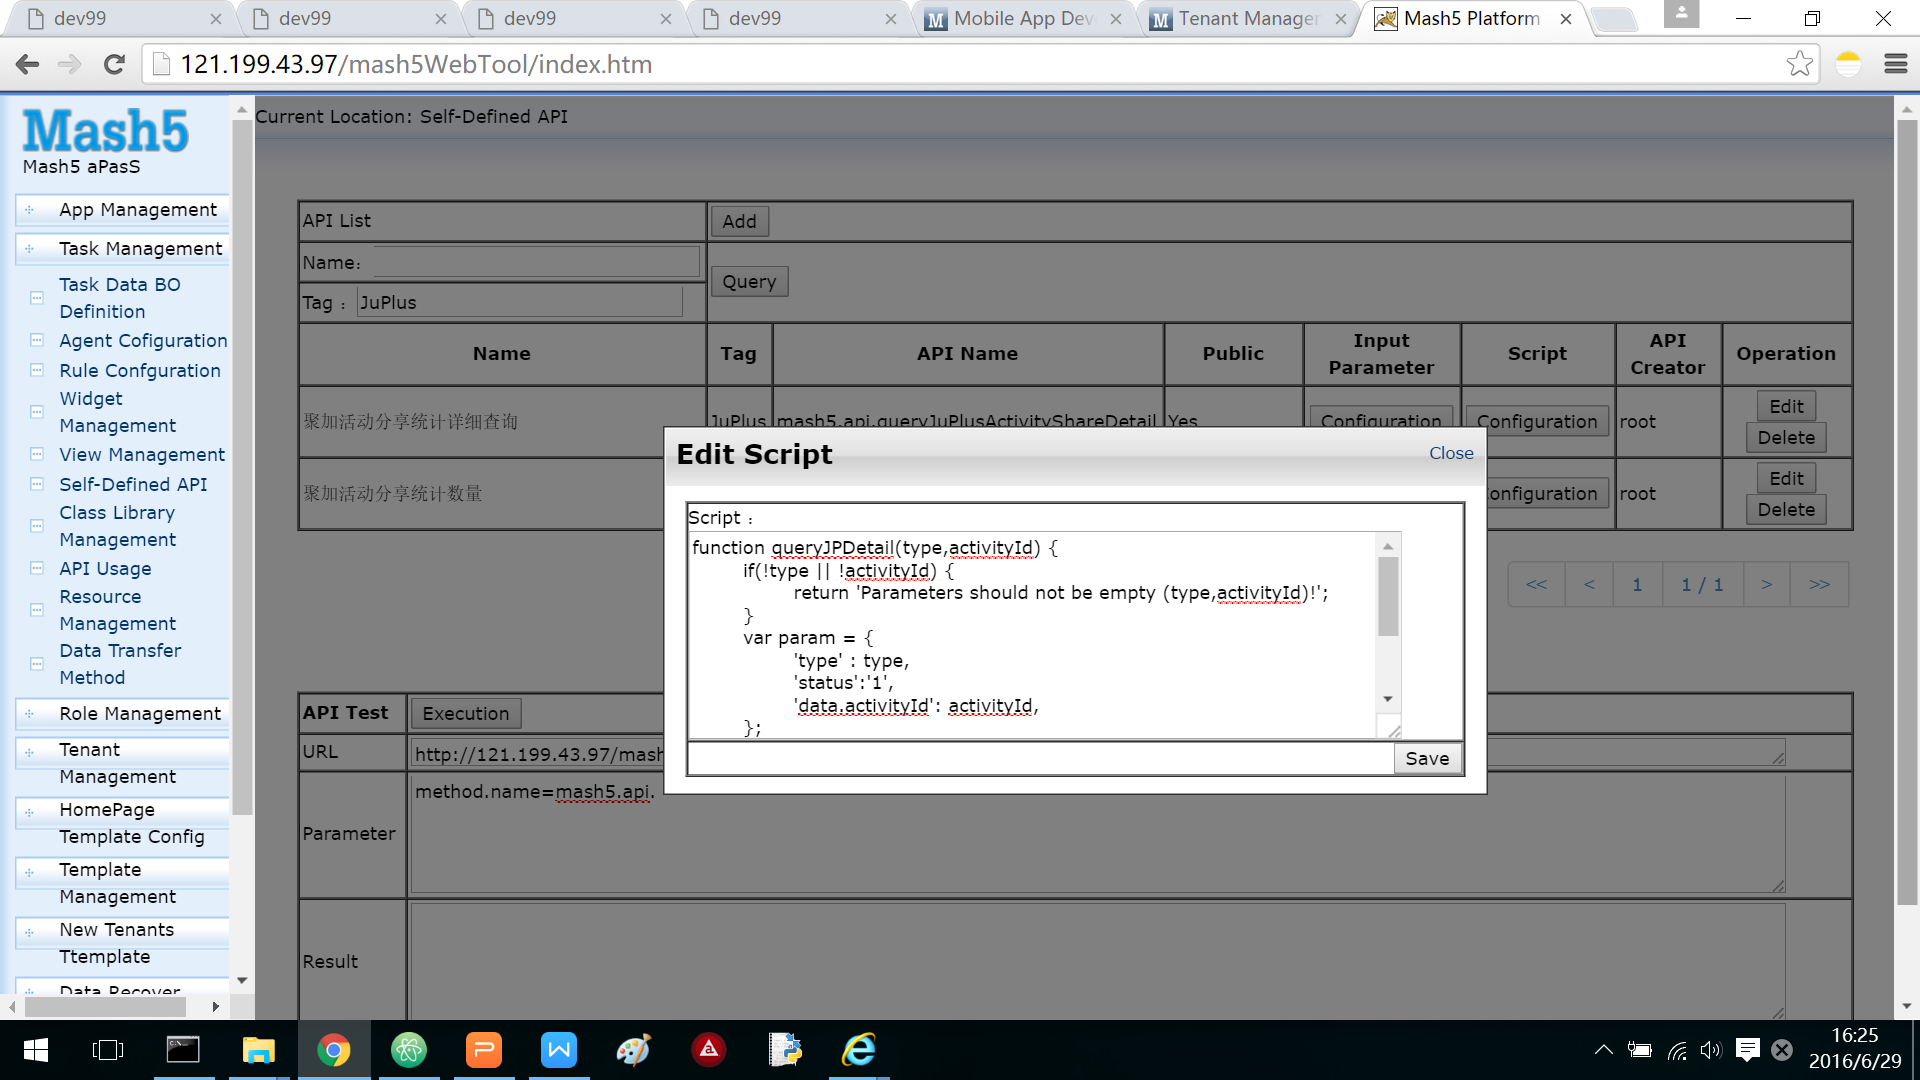 dev99
dev99
dev99
dev99
Mobile App Dev
Tenant Manager
Mash5 Platform
121.199.43.97/mash5WebTool/index.htm
Mash5
Mash5 aPasS
App Management
Task Management
Task Data BO
Definition
Agent Cofiguration
Rule Confguration
Widget
Management
View Management
Self-Defined API
Class Library
Management
API Usage
Resource
Management
Data Transfer
Method
Role Management
Tenant
Management
HomePage
Template Config
Template
Management
New Tenants
Ttemplate
Data Recover
Current Location: Self-Defined API
API List
Add
Name：
Query
Tag ： JuPlus
Name Tag API Name Public Input Parameter Script API Creator Operation
聚加活动分享统计详细查询 JuPlus mash5.api.queryJuPlusActivityShareDetail Yes Configuration Configuration root Edit Delete
聚加活动分享统计数量 onfiguration root Edit Delete
<< < 1 1 / 1 > >>
Edit Script
Close
Script ：
function queryJPDetail(type,activityId) {
if(!type || !activityId) {
return 'Parameters should not be empty (type,activityId)!';
}
var param = {
'type' : type,
'status':'1',
'data.activityId': activityId,
};
Save
API Test Execution
URL http://121.199.43.97/mash
Parameter method.name=mash5.api.
Result
16:25
2016/6/29